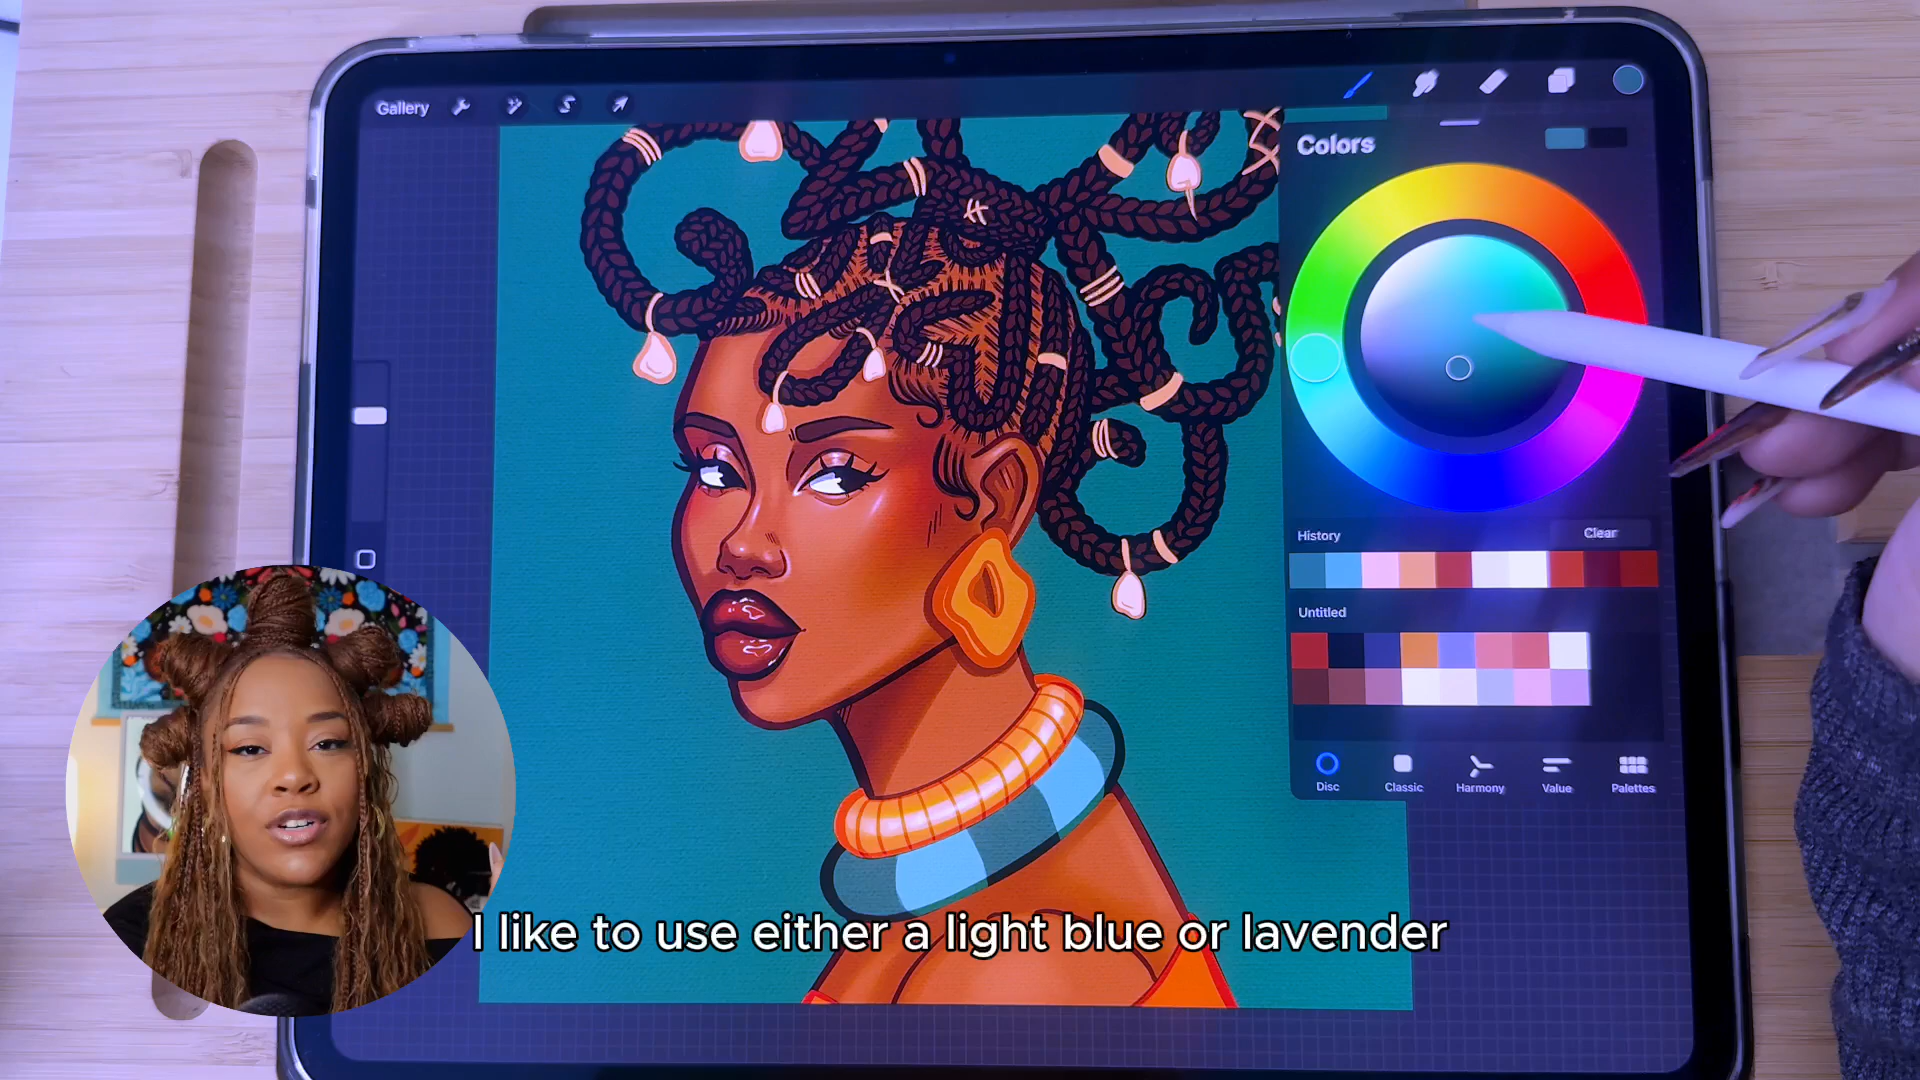 Gallery
Colors
History
Clear
Untitled
Disc
Classic
Harmony
Value
Palettes
I like to use either a light blue or lavender